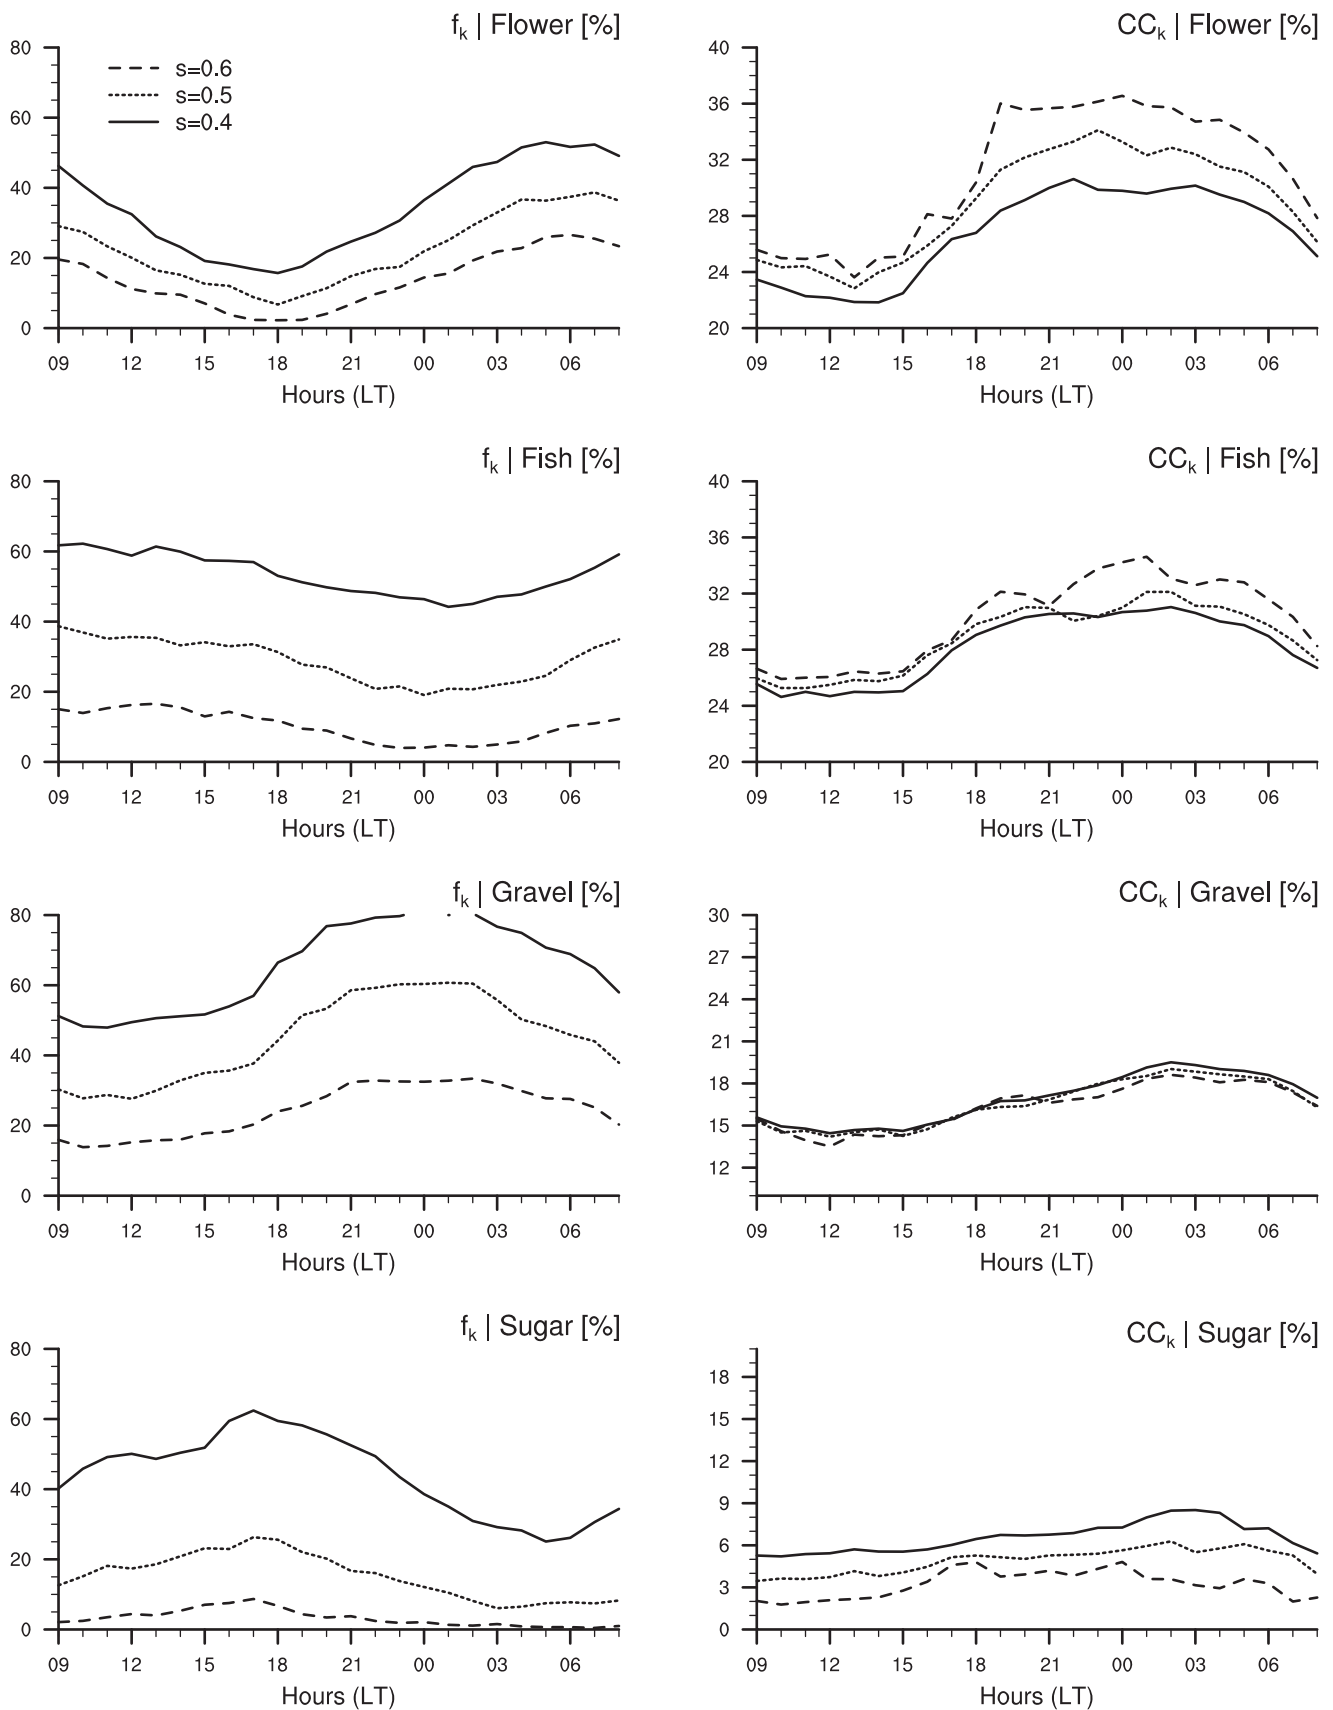 f_k | Flower [%]
80
60
40
20
0
s=0.6
s=0.5
s=0.4
09 12 15 18 21 00 03 06
Hours (LT)
CC_k | Flower [%]
40
36
32
28
24
20
09 12 15 18 21 00 03 06
Hours (LT)
f_k | Fish [%]
80
60
40
20
0
09 12 15 18 21 00 03 06
Hours (LT)
CC_k | Fish [%]
40
36
32
28
24
20
09 12 15 18 21 00 03 06
Hours (LT)
f_k | Gravel [%]
80
60
40
20
0
09 12 15 18 21 00 03 06
Hours (LT)
CC_k | Gravel [%]
30
27
24
21
18
15
12
09 12 15 18 21 00 03 06
Hours (LT)
f_k | Sugar [%]
80
60
40
20
0
09 12 15 18 21 00 03 06
Hours (LT)
CC_k | Sugar [%]
18
15
12
9
6
3
0
09 12 15 18 21 00 03 06
Hours (LT)